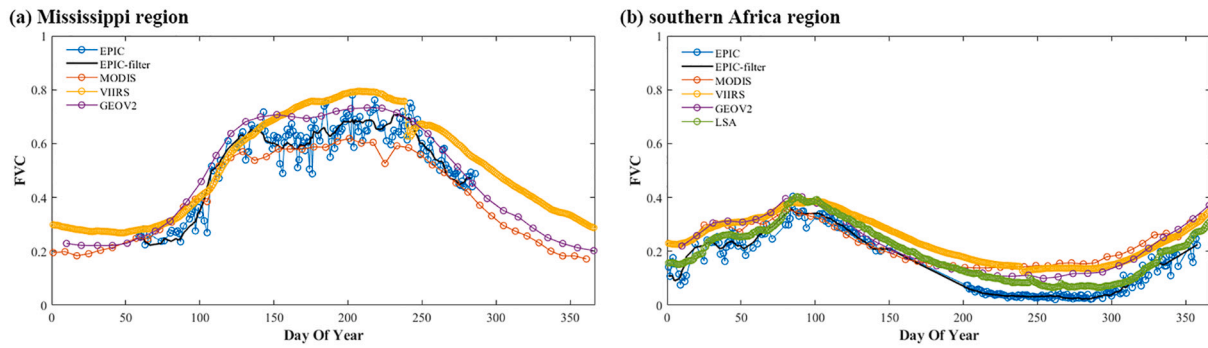 (a) Mississippi region
1
0.8
0.6
0.4
0.2
0
FVC
EPIC
EPIC-filter
MODIS
VIIRS
GEOV2
0 50 100 150 200 250 300 350
Day Of Year
(b) southern Africa region
1
0.8
0.6
0.4
0.2
0
FVC
EPIC
EPIC-filter
MODIS
VIIRS
GEOV2
LSA
0 50 100 150 200 250 300 350
Day Of Year